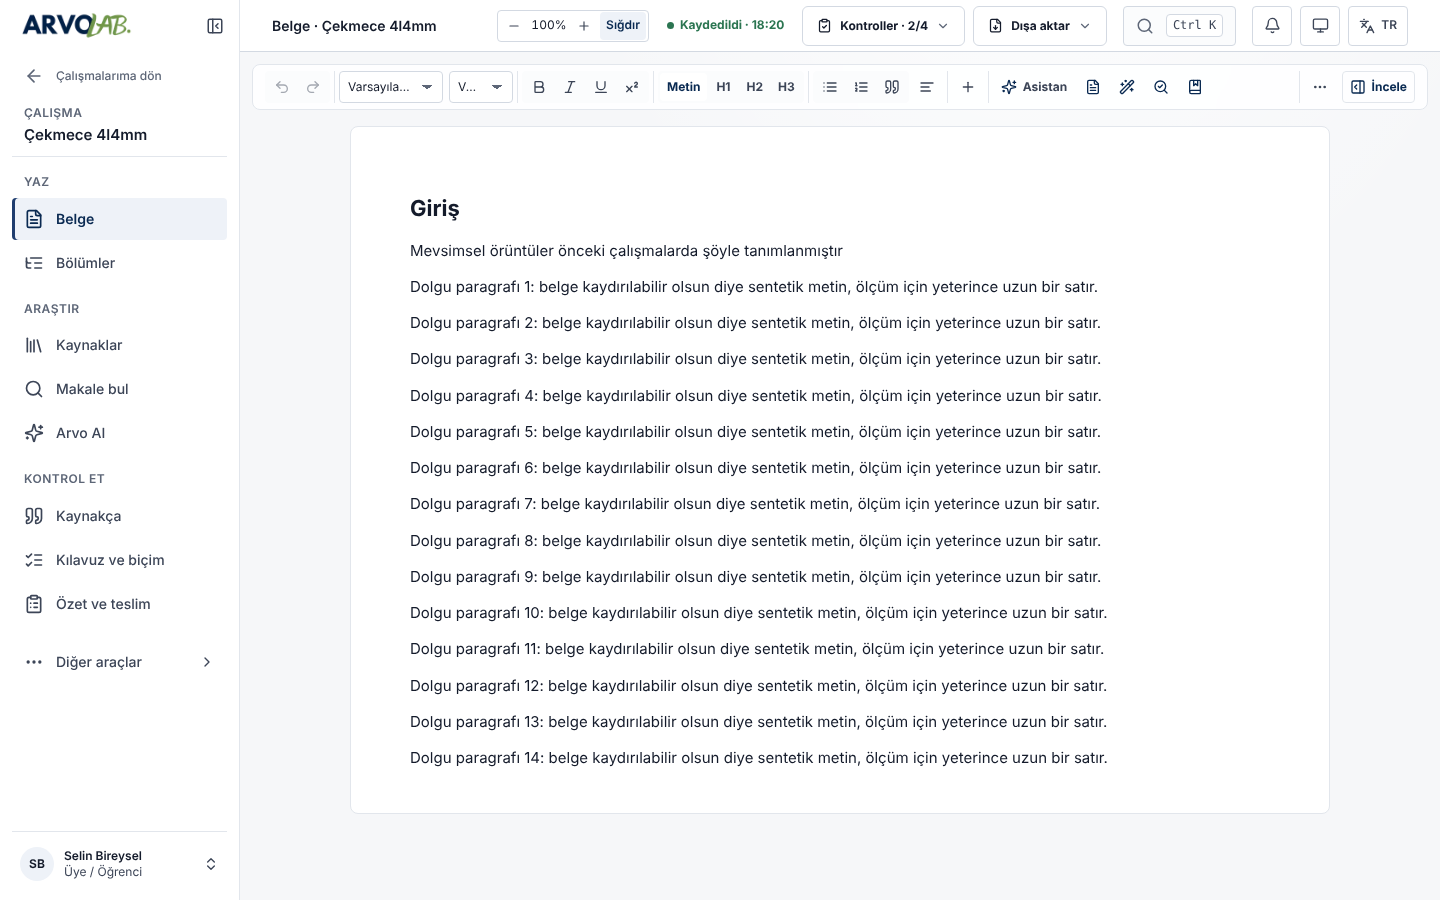 ARVOLAB.
Çalışmalarıma dön
ÇALIŞMA
Çekmece 4l4mm
YAZ
Belge
Bölümler
ARAŞTIR
Kaynaklar
Makale bul
Arvo AI
KONTROL ET
Kaynakça
Kılavuz ve biçim
Özet ve teslim
Diğer araçlar
SB
Selin Bireysel
Üye / Öğrenci
Belge · Çekmece 4l4mm
100%
Sığdır
Kaydedildi · 18:20
Kontroller · 2/4
Dışa aktar
Ctrl K
TR
Varsayıla...
V...
B I U x²
Metin H1 H2 H3
Asistan
İncele
Giriş
Mevsimsel örüntüler önceki çalışmalarda şöyle tanımlanmıştır
Dolgu paragrafı 1: belge kaydırılabilir olsun diye sentetik metin, ölçüm için yeterince uzun bir satır.
Dolgu paragrafı 2: belge kaydırılabilir olsun diye sentetik metin, ölçüm için yeterince uzun bir satır.
Dolgu paragrafı 3: belge kaydırılabilir olsun diye sentetik metin, ölçüm için yeterince uzun bir satır.
Dolgu paragrafı 4: belge kaydırılabilir olsun diye sentetik metin, ölçüm için yeterince uzun bir satır.
Dolgu paragrafı 5: belge kaydırılabilir olsun diye sentetik metin, ölçüm için yeterince uzun bir satır.
Dolgu paragrafı 6: belge kaydırılabilir olsun diye sentetik metin, ölçüm için yeterince uzun bir satır.
Dolgu paragrafı 7: belge kaydırılabilir olsun diye sentetik metin, ölçüm için yeterince uzun bir satır.
Dolgu paragrafı 8: belge kaydırılabilir olsun diye sentetik metin, ölçüm için yeterince uzun bir satır.
Dolgu paragrafı 9: belge kaydırılabilir olsun diye sentetik metin, ölçüm için yeterince uzun bir satır.
Dolgu paragrafı 10: belge kaydırılabilir olsun diye sentetik metin, ölçüm için yeterince uzun bir satır.
Dolgu paragrafı 11: belge kaydırılabilir olsun diye sentetik metin, ölçüm için yeterince uzun bir satır.
Dolgu paragrafı 12: belge kaydırılabilir olsun diye sentetik metin, ölçüm için yeterince uzun bir satır.
Dolgu paragrafı 13: belge kaydırılabilir olsun diye sentetik metin, ölçüm için yeterince uzun bir satır.
Dolgu paragrafı 14: belge kaydırılabilir olsun diye sentetik metin, ölçüm için yeterince uzun bir satır.